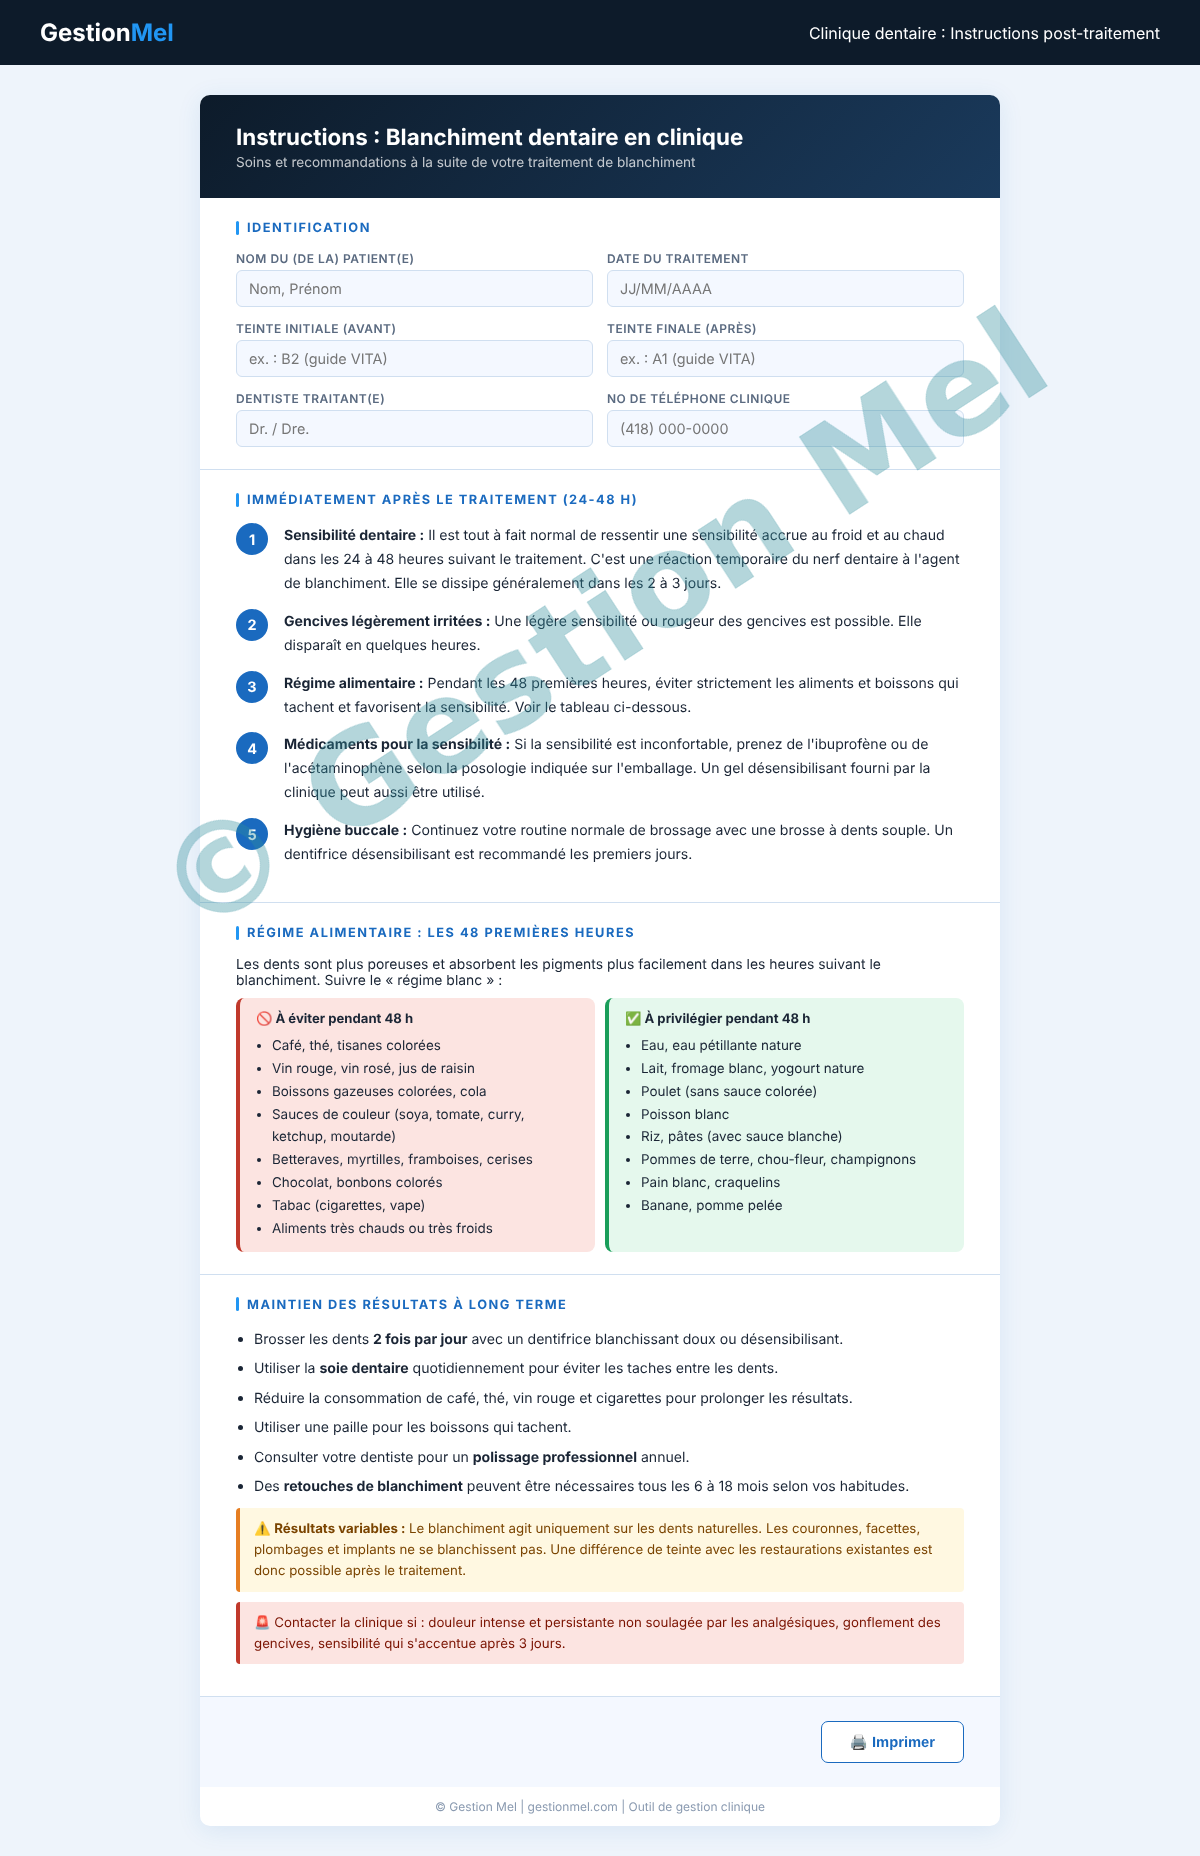 GestionMel
Clinique dentaire : Instructions post-traitement
Instructions : Blanchiment dentaire en clinique
Soins et recommandations à la suite de votre traitement de blanchiment
IDENTIFICATION
NOM DU (DE LA) PATIENT(E)
Nom, Prénom
DATE DU TRAITEMENT
JJ/MM/AAAA
TEINTE INITIALE (AVANT)
ex. : B2 (guide VITA)
TEINTE FINALE (APRÈS)
ex. : A1 (guide VITA)
DENTISTE TRAITANT(E)
Dr. / Dre.
NO DE TÉLÉPHONE CLINIQUE
(418) 000-0000
© Gestion Mel
IMMÉDIATEMENT APRÈS LE TRAITEMENT (24-48 H)
1 Sensibilité dentaire : Il est tout à fait normal de ressentir une sensibilité accrue au froid et au chaud
dans les 24 à 48 heures suivant le traitement. C'est une réaction temporaire du nerf dentaire à l'agent
de blanchiment. Elle se dissipe généralement dans les 2 à 3 jours.
2 Gencives légèrement irritées : Une légère sensibilité ou rougeur des gencives est possible. Elle
disparaît en quelques heures.
3 Régime alimentaire : Pendant les 48 premières heures, éviter strictement les aliments et boissons qui
tachent et favorisent la sensibilité. Voir le tableau ci-dessous.
4 Médicaments pour la sensibilité : Si la sensibilité est inconfortable, prenez de l'ibuprofène ou de
l'acétaminophène selon la posologie indiquée sur l'emballage. Un gel désensibilisant fourni par la
clinique peut aussi être utilisé.
5 Hygiène buccale : Continuez votre routine normale de brossage avec une brosse à dents souple. Un
dentifrice désensibilisant est recommandé les premiers jours.
RÉGIME ALIMENTAIRE : LES 48 PREMIÈRES HEURES
Les dents sont plus poreuses et absorbent les pigments plus facilement dans les heures suivant le
blanchiment. Suivre le « régime blanc » :
🚫 À éviter pendant 48 h
• Café, thé, tisanes colorées
• Vin rouge, vin rosé, jus de raisin
• Boissons gazeuses colorées, cola
• Sauces de couleur (soya, tomate, curry,
ketchup, moutarde)
• Betteraves, myrtilles, framboises, cerises
• Chocolat, bonbons colorés
• Tabac (cigarettes, vape)
• Aliments très chauds ou très froids
✅ À privilégier pendant 48 h
• Eau, eau pétillante nature
• Lait, fromage blanc, yogourt nature
• Poulet (sans sauce colorée)
• Poisson blanc
• Riz, pâtes (avec sauce blanche)
• Pommes de terre, chou-fleur, champignons
• Pain blanc, craquelins
• Banane, pomme pelée
MAINTIEN DES RÉSULTATS À LONG TERME
• Brosser les dents 2 fois par jour avec un dentifrice blanchissant doux ou désensibilisant.
• Utiliser la soie dentaire quotidiennement pour éviter les taches entre les dents.
• Réduire la consommation de café, thé, vin rouge et cigarettes pour prolonger les résultats.
• Utiliser une paille pour les boissons qui tachent.
• Consulter votre dentiste pour un polissage professionnel annuel.
• Des retouches de blanchiment peuvent être nécessaires tous les 6 à 18 mois selon vos habitudes.
⚠️ Résultats variables : Le blanchiment agit uniquement sur les dents naturelles. Les couronnes, facettes,
plombages et implants ne se blanchissent pas. Une différence de teinte avec les restaurations existantes est
donc possible après le traitement.
🚨 Contacter la clinique si : douleur intense et persistante non soulagée par les analgésiques, gonflement des
gencives, sensibilité qui s'accentue après 3 jours.
🖨️ Imprimer
© Gestion Mel | gestionmel.com | Outil de gestion clinique